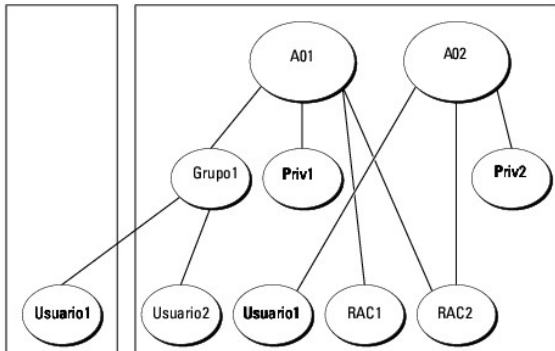 A01
A02
Grupo1
Priv1
Priv2
Usuario1
Usuario2
Usuario1
RAC1
RAC2